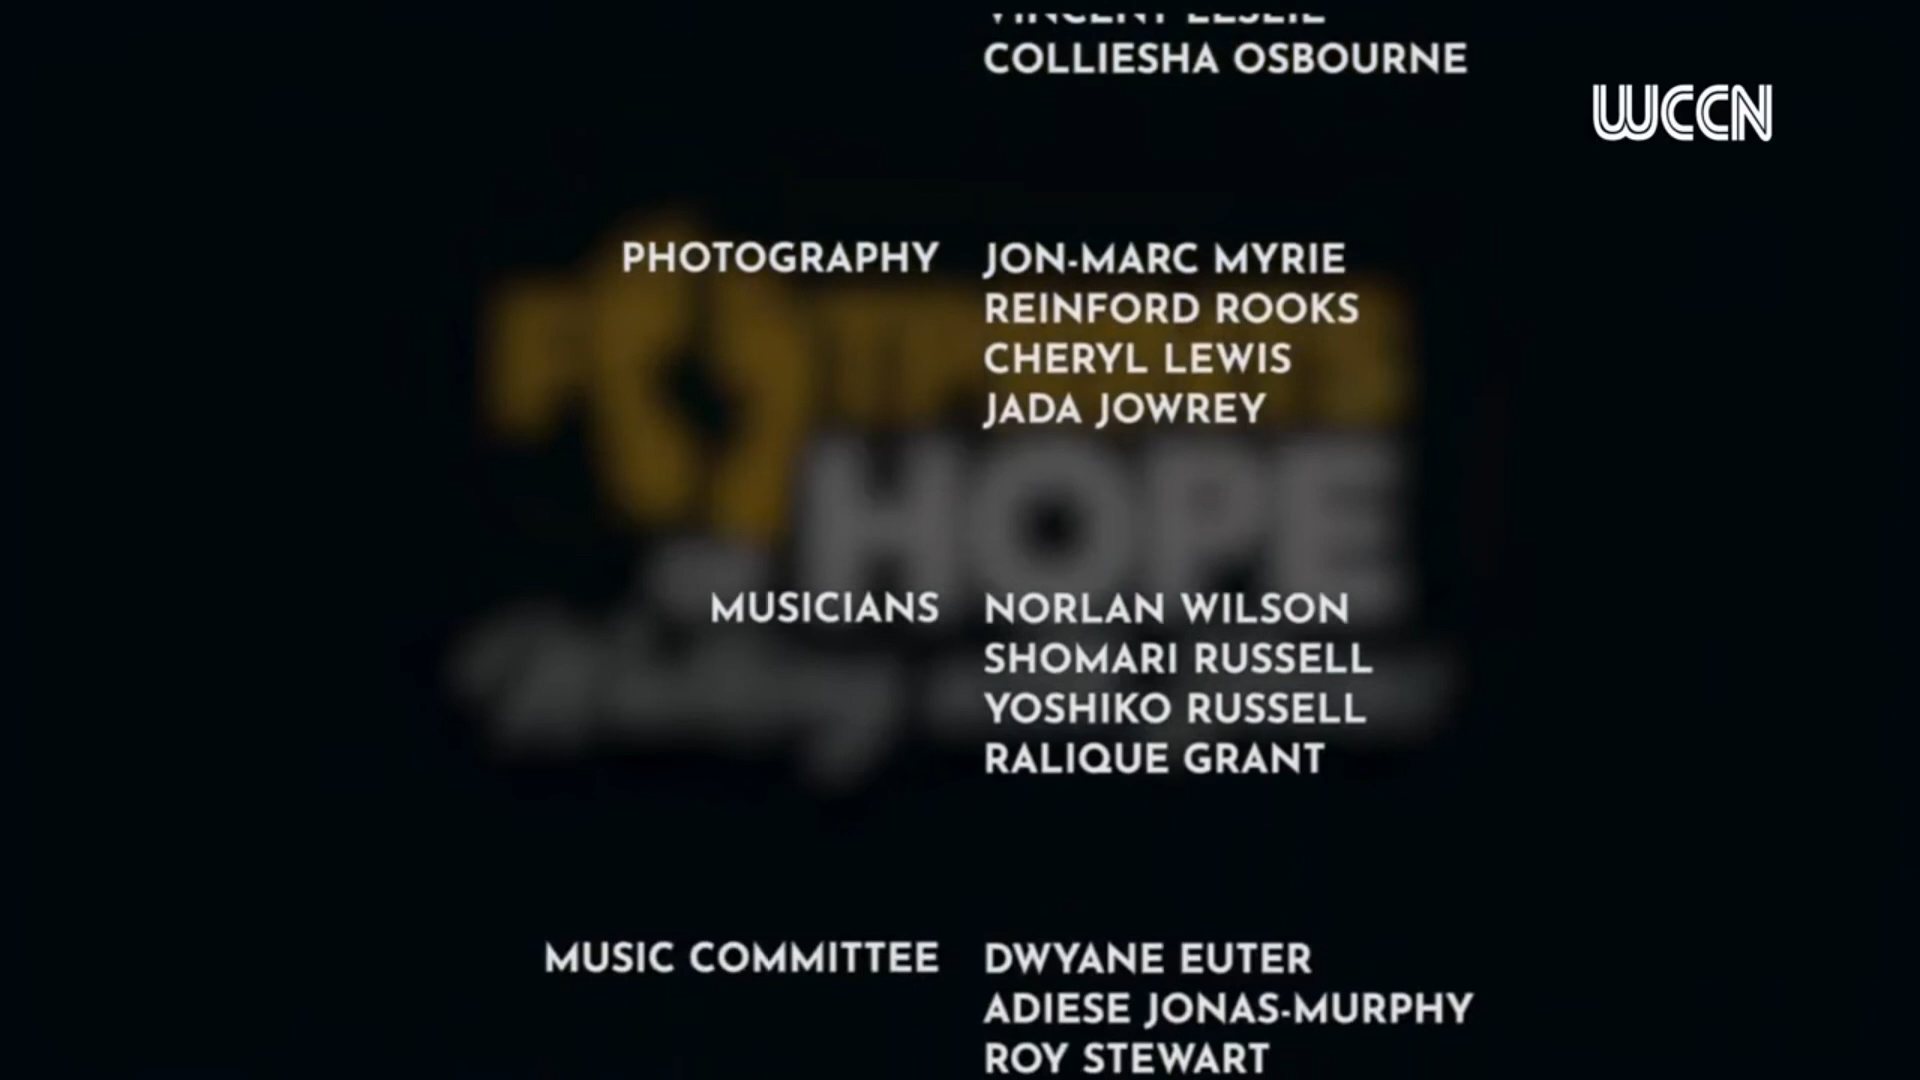 COLLIESHA OSBOURNE
WCCN
PHOTOGRAPHY JON-MARC MYRIE
REINFORD ROOKS
CHERYL LEWIS
JADA JOWREY
HOPE
MUSICIANS NORLAN WILSON
SHOMARI RUSSELL
YOSHIKO RUSSELL
RALIQUE GRANT
MUSIC COMMITTEE DWYANE EUTER
ADIESE JONAS-MURPHY
ROY STEWART